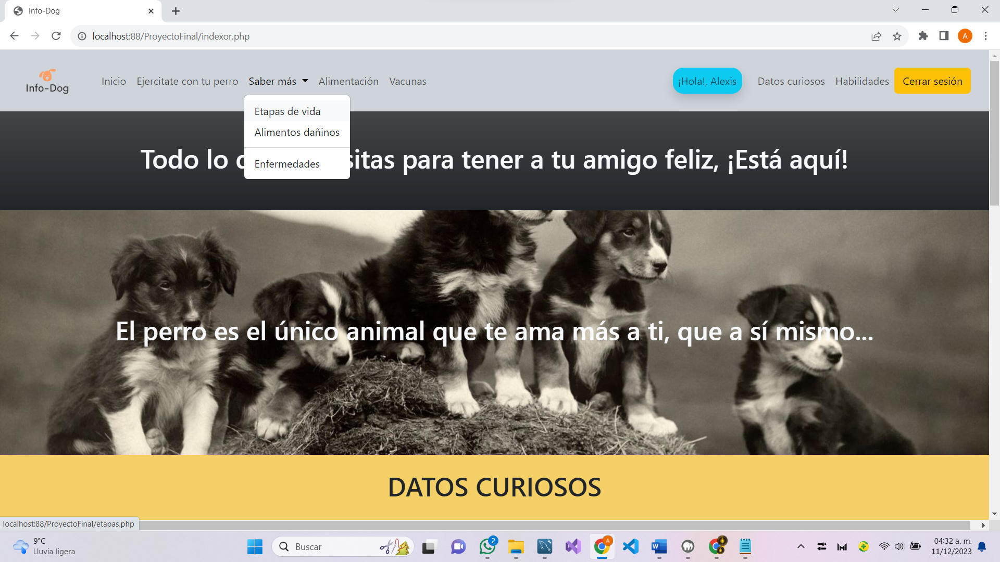 Info-Dog
localhost:88/ProyectoFinal/indexor.php
A
Info-Dog
Inicio
Ejercitate con tu perro
Saber más
Alimentación
Vacunas
¡Hola!, Alexis
Datos curiosos
Habilidades
Cerrar sesión
Etapas de vida
Alimentos dañinos
Enfermedades
Todo lo sitas para tener a tu amigo feliz, ¡Está aquí!
El perro es el único animal que te ama más a ti, que a sí mismo...
DATOS CURIOSOS
localhost:88/ProyectoFinal/etapas.php
9°C
Lluvia ligera
Buscar
2
A
04:32 a. m.
11/12/2023